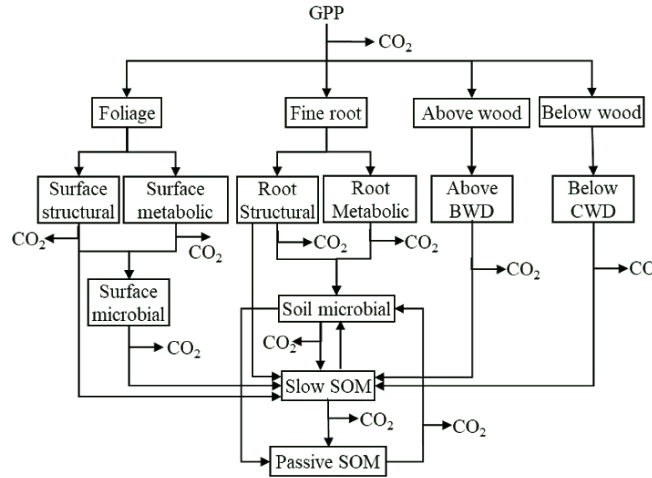 GPP
CO2
Foliage
Fine root
Above wood
Below wood
Surface
structural
Surface
metabolic
Root
Structural
Root
Metabolic
Above
BWD
Below
CWD
CO2
CO2
CO2
CO2
CO2
CO
Surface
microbial
Soil microbial
CO2
CO2
Slow SOM
CO2
CO2
Passive SOM